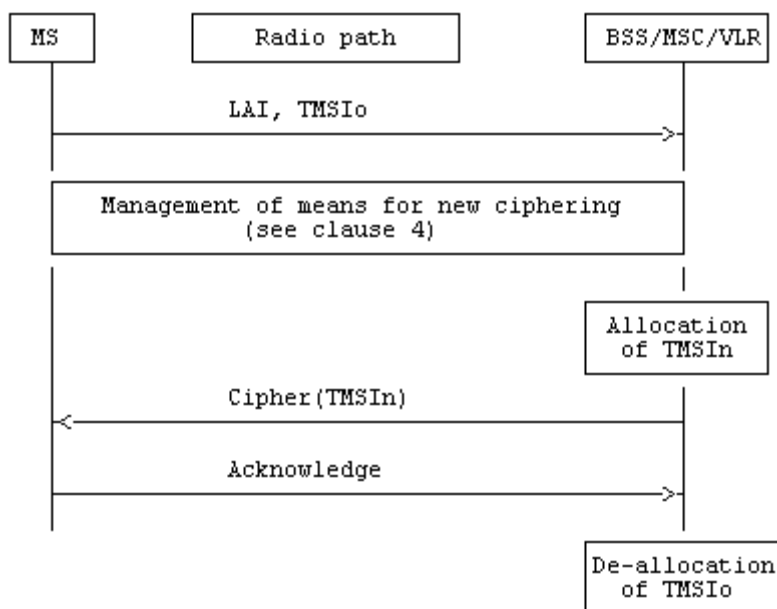 MS
Radio path
BSS/MSC/VLR
LAI, TMSIo
Management of means for new ciphering
(see clause 4)
Allocation
of TMSIn
Cipher(TMSIn)
Acknowledge
De-allocation
of TMSIo